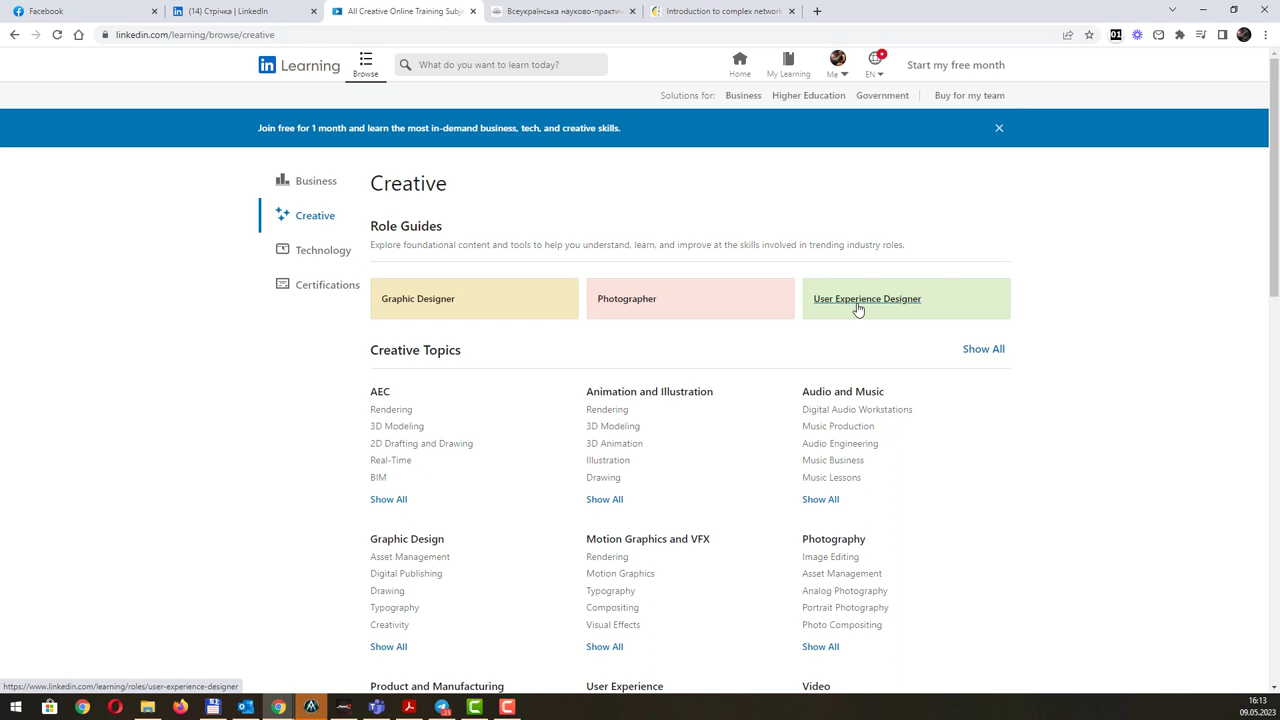 Facebook
(14) Стрічка | LinkedIn
All Creative Online Training Subj
Всеукраїнська науково-практич
Introduction to complex network
linkedin.com/learning/browse/creative
in Learning
Browse
What do you want to learn today?
Home
My Learning
Me
EN
Start my free month
Solutions for:
Business
Higher Education
Government
Buy for my team
Join free for 1 month and learn the most in-demand business, tech, and creative skills.
Business
Creative
Technology
Certifications
Creative
Role Guides
Explore foundational content and tools to help you understand, learn, and improve at the skills involved in trending industry roles.
Graphic Designer
Photographer
User Experience Designer
Creative Topics
Show All
AEC
Rendering
3D Modeling
2D Drafting and Drawing
Real-Time
BIM
Show All
Animation and Illustration
Rendering
3D Modeling
3D Animation
Illustration
Drawing
Show All
Audio and Music
Digital Audio Workstations
Music Production
Audio Engineering
Music Business
Music Lessons
Show All
Graphic Design
Asset Management
Digital Publishing
Drawing
Typography
Creativity
Show All
Motion Graphics and VFX
Rendering
Motion Graphics
Typography
Compositing
Visual Effects
Show All
Photography
Image Editing
Asset Management
Analog Photography
Portrait Photography
Photo Compositing
Show All
Product and Manufacturing
User Experience
Video
https://www.linkedin.com/learning/roles/user-experience-designer
16:13
09.05.2023